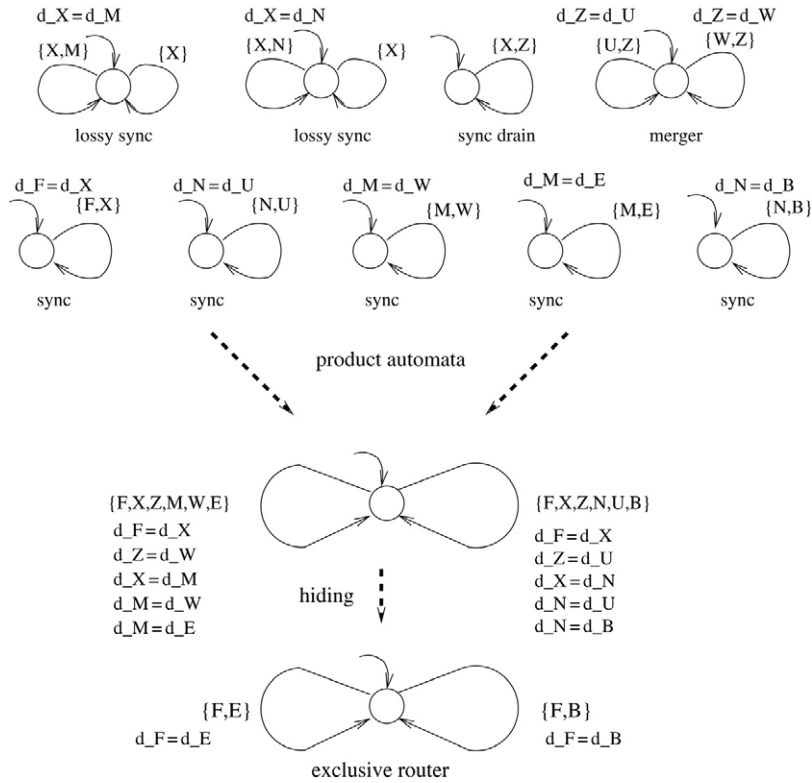 d_X=d_M d_X=d_N d_Z=d_U d_Z=d_W
{X,M} {X} {X,N} {X} {X,Z} {U,Z} {W,Z}
lossy sync lossy sync sync drain merger
d_F=d_X d_N=d_U d_M=d_W d_M=d_E d_N=d_B
{F,X} {N,U} {M,W} {M,E} {N,B}
sync sync sync sync sync
product automata
{F,X,Z,M,W,E} {F,X,Z,N,U,B}
d_F=d_X d_F=d_X
d_Z=d_W d_Z=d_U
d_X=d_M d_X=d_N
d_M=d_W d_N=d_U
d_M=d_E d_N=d_B
hiding
{F,E} {F,B}
d_F=d_E d_F=d_B
exclusive router